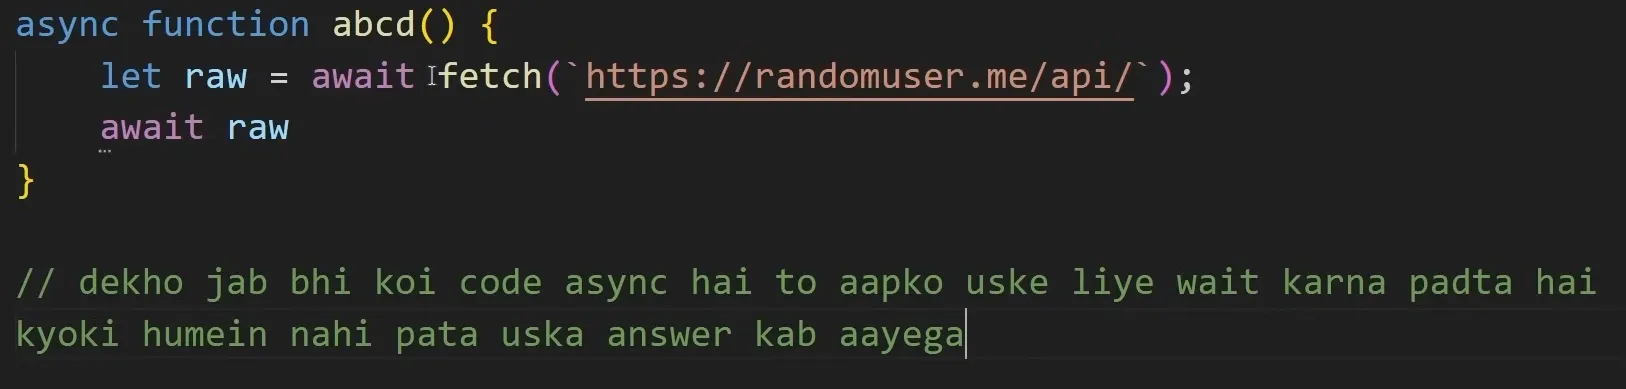 async function abcd() {
    let raw = await fetch(`https://randomuser.me/api/`);
    await raw
}
// dekho jab bhi koi code async hai to aapko uske liye wait karna padta hai
kyoki humein nahi pata uska answer kab aayega